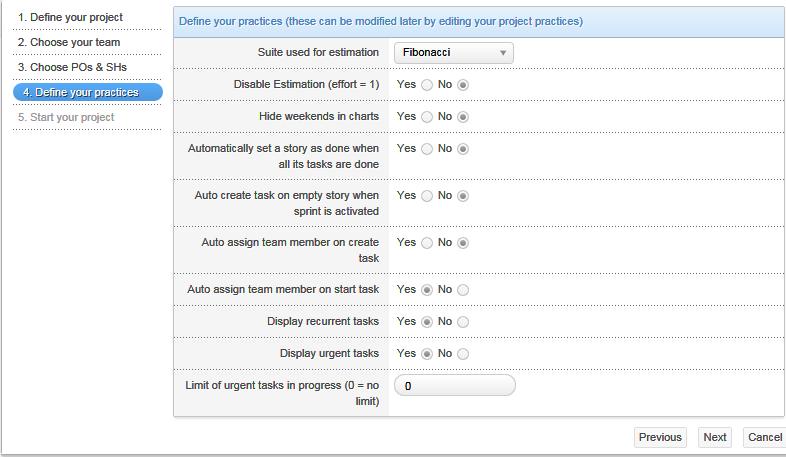 1. Define your project
2. Choose your team
3. Choose POs & SHs
4. Define your practices
5. Start your project
Define your practices (these can be modified later by editing your project practices)
Suite used for estimation Fibonacci
Disable Estimation (effort = 1) Yes No
Hide weekends in charts Yes No
Automatically set a story as done when Yes No
all its tasks are done
Auto create task on empty story when Yes No
sprint is activated
Auto assign team member on create Yes No
task
Auto assign team member on start task Yes No
Display recurrent tasks Yes No
Display urgent tasks Yes No
Limit of urgent tasks in progress (0 = no 0
limit)
Previous Next Cancel